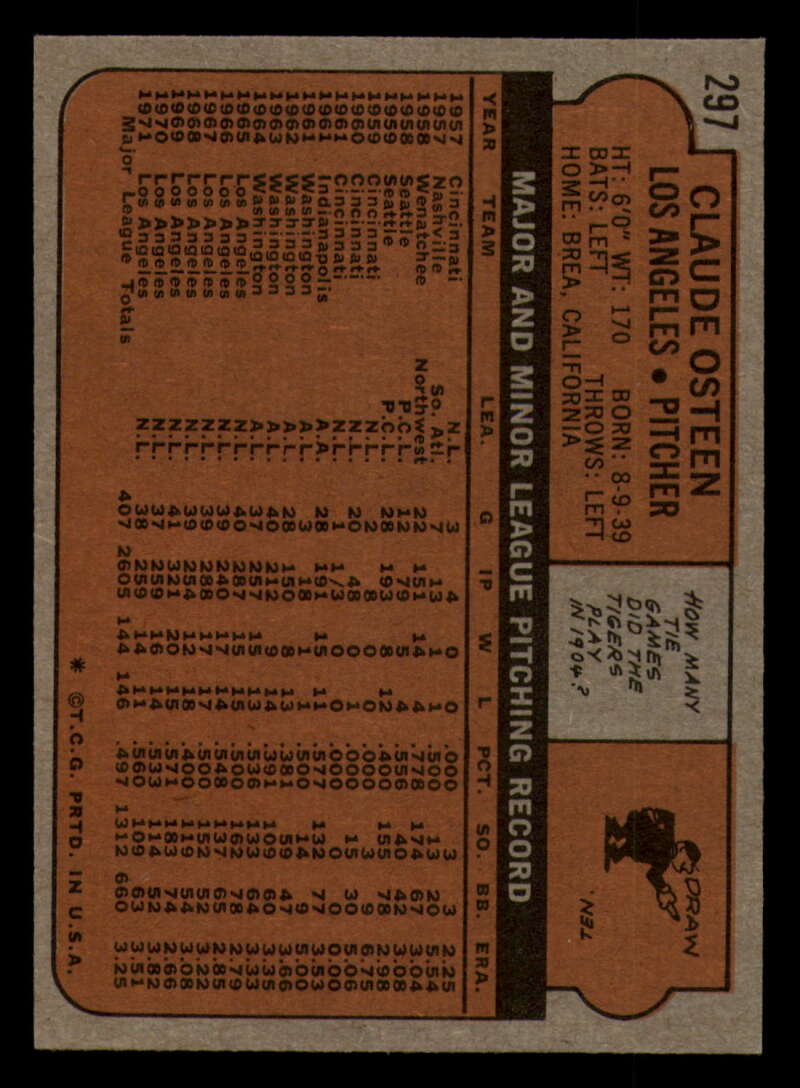 297
CLAUDE OSTEEN
LOS ANGELES • PITCHER
HT: 6'0" WT: 170 BORN: 8-9-39
BATS: LEFT THROWS: LEFT
HOME: BREA, CALIFORNIA
HOW MANY
TIE
GAMES
DID THE
TIGERS
PLAY
IN 1904?
DRAW
TEN.
MAJOR AND MINOR LEAGUE PITCHING RECORD
YEAR TEAM LEA. G IP W L PCT. SO. BB. ERA.
1957 Cincinnati N.L. 3 4 0 0 .000 3 3 2.25
1957 Nashville So. Atl. 7 13 1 1 .500 13 20 5.54
1958 Wenatchee Northwest 22 151 14 4 .778 174 67 3.04
1958 Seattle P.C.L. 12 79 5 4 .556 40 42 3.08
1959 Seattle P.C.L. 28 193 8 12 .400 155 78 2.98
1959 Cincinnati N.L. 2 8 0 0 .000 3 9 6.75
1960 Cincinnati N.L. 20 48 0 1 .000 15 30 5.06
1961 Cincinnati N.L. 1 1/3 0 0 .000 0 0 0.00
1961 Indianapolis A.A. 28 191 15 11 .577 132 77 3.53
1961 Washington A.L. 3 18 1 1 .500 14 9 5.00
1962 Washington A.L. 28 150 8 13 .381 59 47 3.66
1963 Washington A.L. 40 212 9 14 .391 109 60 3.35
1964 Washington A.L. 37 257 15 13 .536 133 64 3.33
1965 Los Angeles N.L. 40 287 15 15 .500 162 78 2.79
1966 Los Angeles N.L. 39 240 17 14 .548 137 65 2.85
1967 Los Angeles N.L. 39 288 17 17 .500 152 52 3.22
1968 Los Angeles N.L. 39 254 12 18 .400 119 54 3.08
1969 Los Angeles N.L. 41 321 20 15 .571 183 74 2.66
1970 Los Angeles N.L. 37 259 16 14 .533 114 52 3.82
1971 Los Angeles N.L. 38 259 14 11 .560 109 63 3.51
Major League Totals 407 2605 144 146 .497 1312 660 3.25
* ©T.C.G. PRTD. IN U.S.A.